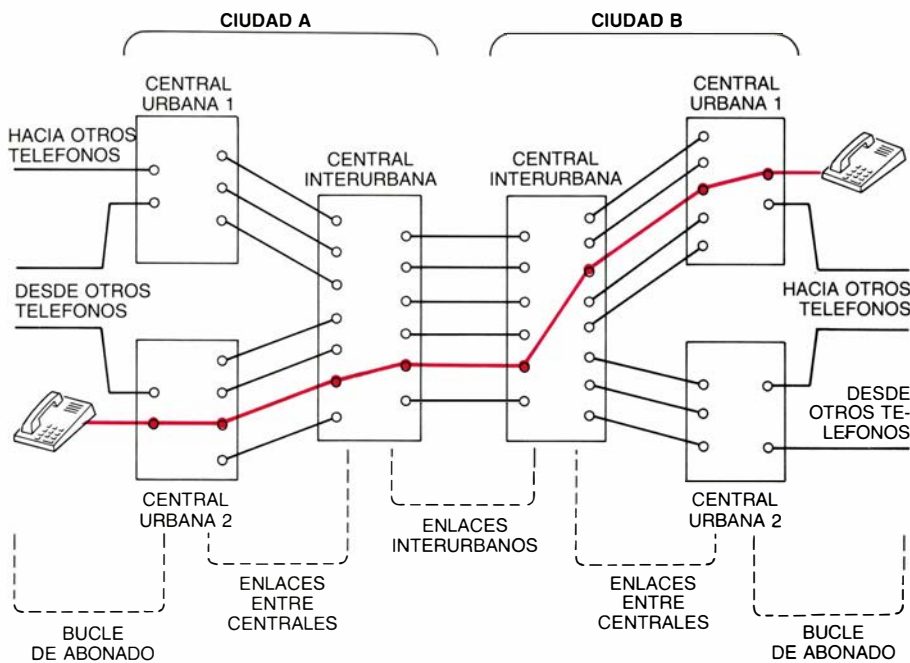 CIUDAD A
CIUDAD B
CENTRAL
URBANA 1
CENTRAL
URBANA 1
HACIA OTROS
TELEFONOS
CENTRAL
INTERURBANA
CENTRAL
INTERURBANA
DESDE OTROS
TELEFONOS
HACIA OTROS
TELEFONOS
DESDE
OTROS TE-
LEFONOS
CENTRAL
URBANA 2
CENTRAL
URBANA 2
ENLACES
INTERURBANOS
ENLACES
ENTRE
CENTRALES
ENLACES
ENTRE
CENTRALES
BUCLE
DE ABONADO
BUCLE
DE ABONADO